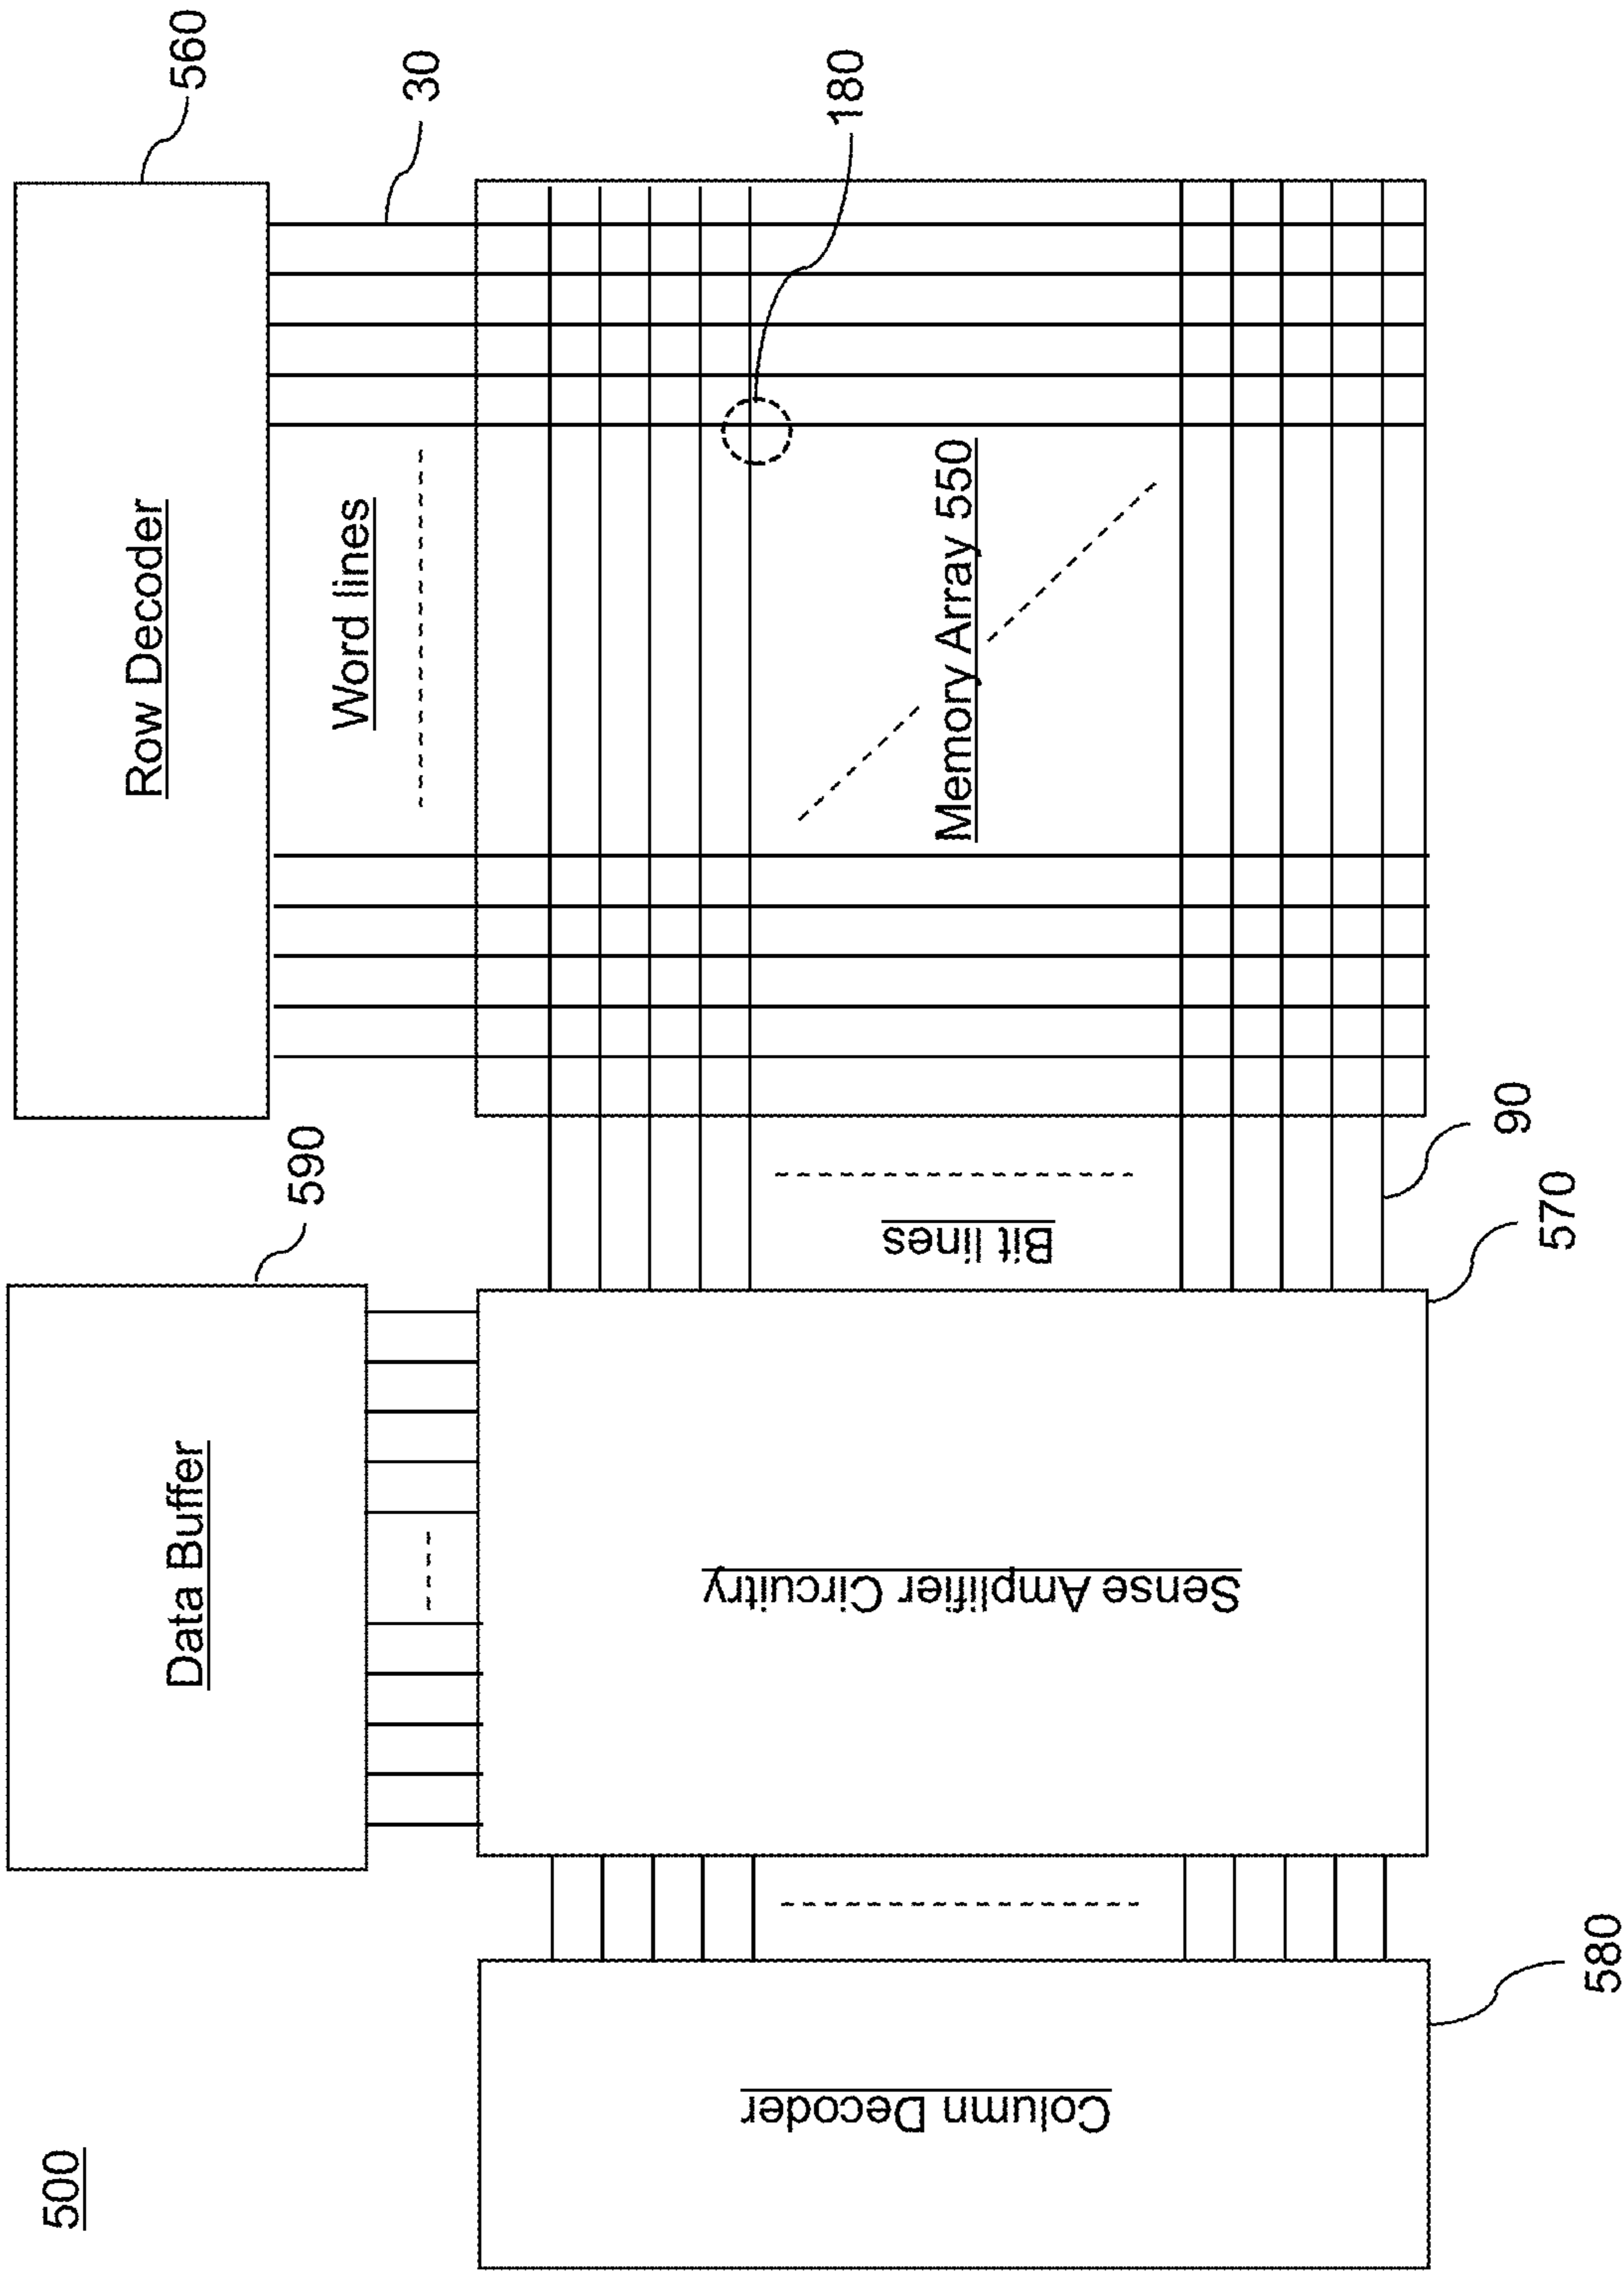 500
Row Decoder
560
Word lines
30
180
Memory Array 550
Data Buffer
590
Bit lines
90
Sense Amplifier Circuitry
570
Column Decoder
580